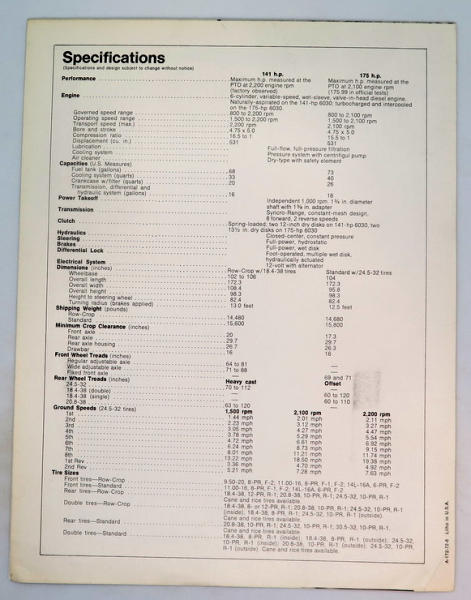 Specifications
(Specifications and design subject to change without notice)
141 h.p. 175 h.p.
Performance Maximum h.p. measured at the Maximum h.p. measured at the
PTO at 2,200 engine rpm PTO at 2,100 engine rpm
(factory observed) (175.99 in official tests)
Engine 6-cylinder, variable-speed, wet-sleeve, valve-in-head diesel engine.
Naturally-aspirated on the 141-hp 6030; turbocharged and intercooled
on the 175-hp 6030.
Governed speed range 800 to 2,200 rpm 800 to 2,100 rpm
Operating speed range 1,500 to 2,200 rpm 1,500 to 2,100 rpm
Transport speed (max.) 2,200 rpm 2,100 rpm
Bore and stroke 4.75 x 5.0 4.75 x 5.0
Compression ratio 16.5 to 1 15.5 to 1
Displacement (cu. in.) 531 531
Lubrication Full-flow, full-pressure filtration
Cooling system Pressure system with centrifugal pump
Air cleaner Dry-type with safety element
Capacities (U.S. Measures)
Fuel tank (gallons) 68 73
Cooling system (quarts) 33 40
Crankcase w/filter (quarts) 20 26
Transmission, differential and
hydraulic system (gallons) 16 16
Power Takeoff Independent 1,000 rpm. 1¾ in. diameter
shaft with 1⅜ in. adapter
Transmission Syncro-Range, constant-mesh design,
8 forward, 2 reverse speeds
Clutch Spring-loaded; two 12-inch dry disks on 141-hp 6030, two
dry disks on 175-hp 6030
Hydraulics Closed-center, constant pressure
Steering Full-power, hydrostatic
Brakes Full-power, wet disk
Differential Lock Foot-operated, multiple wet disk,
hydraulically actuated
Electrical System 12-volt with alternator
Dimensions (inches) Row-Crop w/18.4-38 tires Standard w/24.5-32 tires
Wheelbase 102 to 106 104
Overall length 172.3 172.3
Overall width 108.4 95.8
Overall height 98.3 98.3
Height to steering wheel 82.4 82.4
Turning radius (brakes applied) 13.0 feet 12.5 feet
Shipping Weight (pounds)
Row-Crop 14,480 14,680
Standard 15,600 15,800
Minimum Crop Clearance (inches)
Front axle 20 17.3
Rear axle 29.7 29.7
Rear axle housing 26.7 26.3
Drawbar 16 16
Front Wheel Treads (inches)
Regular adjustable axle 64 to 81 —
Wide adjustable axle 71 to 88 —
Fixed front axle — 69 and 71
Rear Wheel Treads (inches) Heavy cast Offset
24.5-32 70 to 112 —
18.4-38 (double) — 60 to 120
18.4-38 (single) — 60 to 110
20.8-38 63 to 120 —
Ground Speeds (24.5-32 tires) 1,500 rpm 2,100 rpm 2,200 rpm
1st 1.44 mph 2.01 mph 2.11 mph
2nd 2.23 mph 3.12 mph 3.27 mph
3rd 3.05 mph 4.27 mph 4.47 mph
4th 3.78 mph 5.29 mph 5.54 mph
5th 4.72 mph 6.61 mph 6.92 mph
6th 6.24 mph 8.73 mph 9.15 mph
7th 8.01 mph 11.21 mph 11.74 mph
8th 13.22 mph 18.50 mph 19.38 mph
1st Rev 3.36 mph 4.70 mph 4.92 mph
2nd Rev 5.21 mph 7.28 mph 7.63 mph
Tire Sizes
Front tires—Row-Crop 9.50-20, 8-PR, F-2; 11.00-16, 8-PR, F-1, F-2; 14L-16A, 6-PR, F-2
Front tires—Standard 11.00-16, 8-PR, F-1, F-2; 14L-16A, 6-PR, F-2
Rear tires—Row-Crop 18.4-38, 12-PR, R-1; 20.8-38, 10-PR, R-1; 24.5-32, 10-PR, R-1
Cane and rice tires available.
Double tires—Row-Crop 18.4-38, 8- or 12-PR, R-1; 20.8-38, 10-PR, R-1; 24.5-32, 10-PR, R-1
(inside). 18.4-38, 8-PR, R-1; 24.5-32, 10-PR, R-1 (outside).
Cane and rice tires available.
Rear tires—Standard 20.8-38, 10-PR, R-1; 24.5-32, 10-PR, R-1; 30.5-32, 10-PR, R-1.
Cane and rice tires available.
Double tires—Standard 18.4-38, 8-PR, R-1 (inside); 18.4-38, 8-PR, R-1 (outside); 24.5-32,
10-PR, R-1 (inside); 20.8-38, 10-PR, R-1 (inside); 24.5-32, 10-PR,
R-1 (outside) Cane and rice tires available.
Litho in U.S.A.